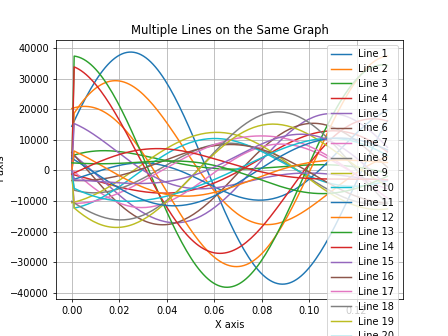 Multiple Lines on the Same Graph
40000
30000
20000
10000
0
−10000
−20000
−30000
−40000
0.00
0.02
0.04
0.06
0.08
0.10
X axis
Line 1
Line 2
Line 3
Line 4
Line 5
Line 6
Line 7
Line 8
Line 9
Line 10
Line 11
Line 12
Line 13
Line 14
Line 15
Line 16
Line 17
Line 18
Line 19
Line 20